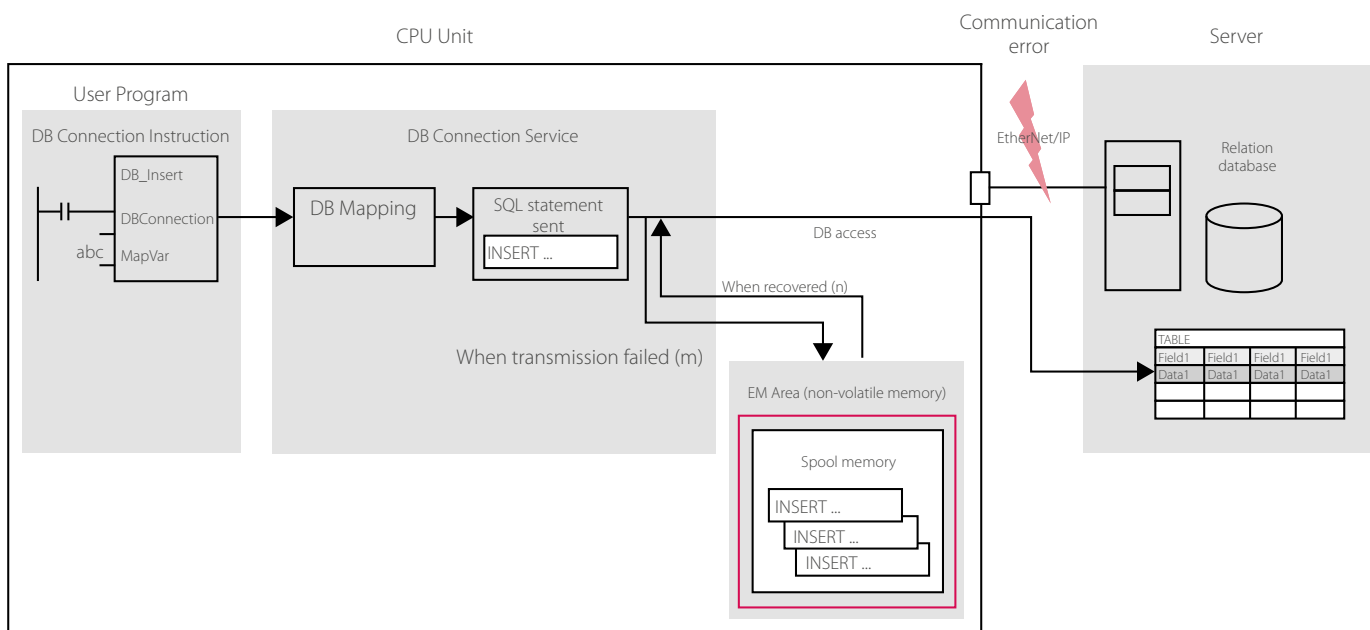 CPU Unit
Communication
error
Server
User Program
DB Connection Instruction
DB_Insert
DBConnection
abc
MapVar
DB Connection Service
DB Mapping
SQL statement
sent
INSERT ...
EtherNet/IP
Relation
database
DB access
When recovered (n)
When transmission failed (m)
TABLE
Field1 Field1 Field1 Field1
Data1 Data1 Data1 Data1
EM Area (non-volatile memory)
Spool memory
INSERT ...
INSERT ...
INSERT ...